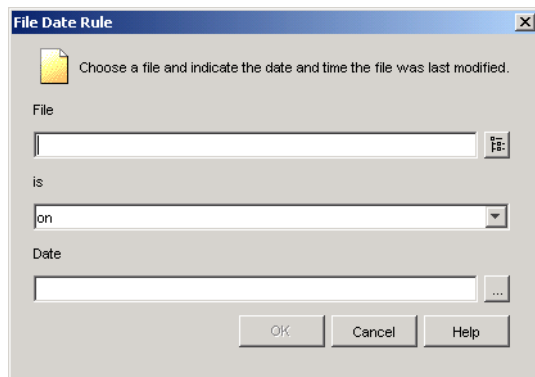 File Date Rule
Choose a file and indicate the date and time the file was last modified.
File
is
on
Date
...
OK
Cancel
Help